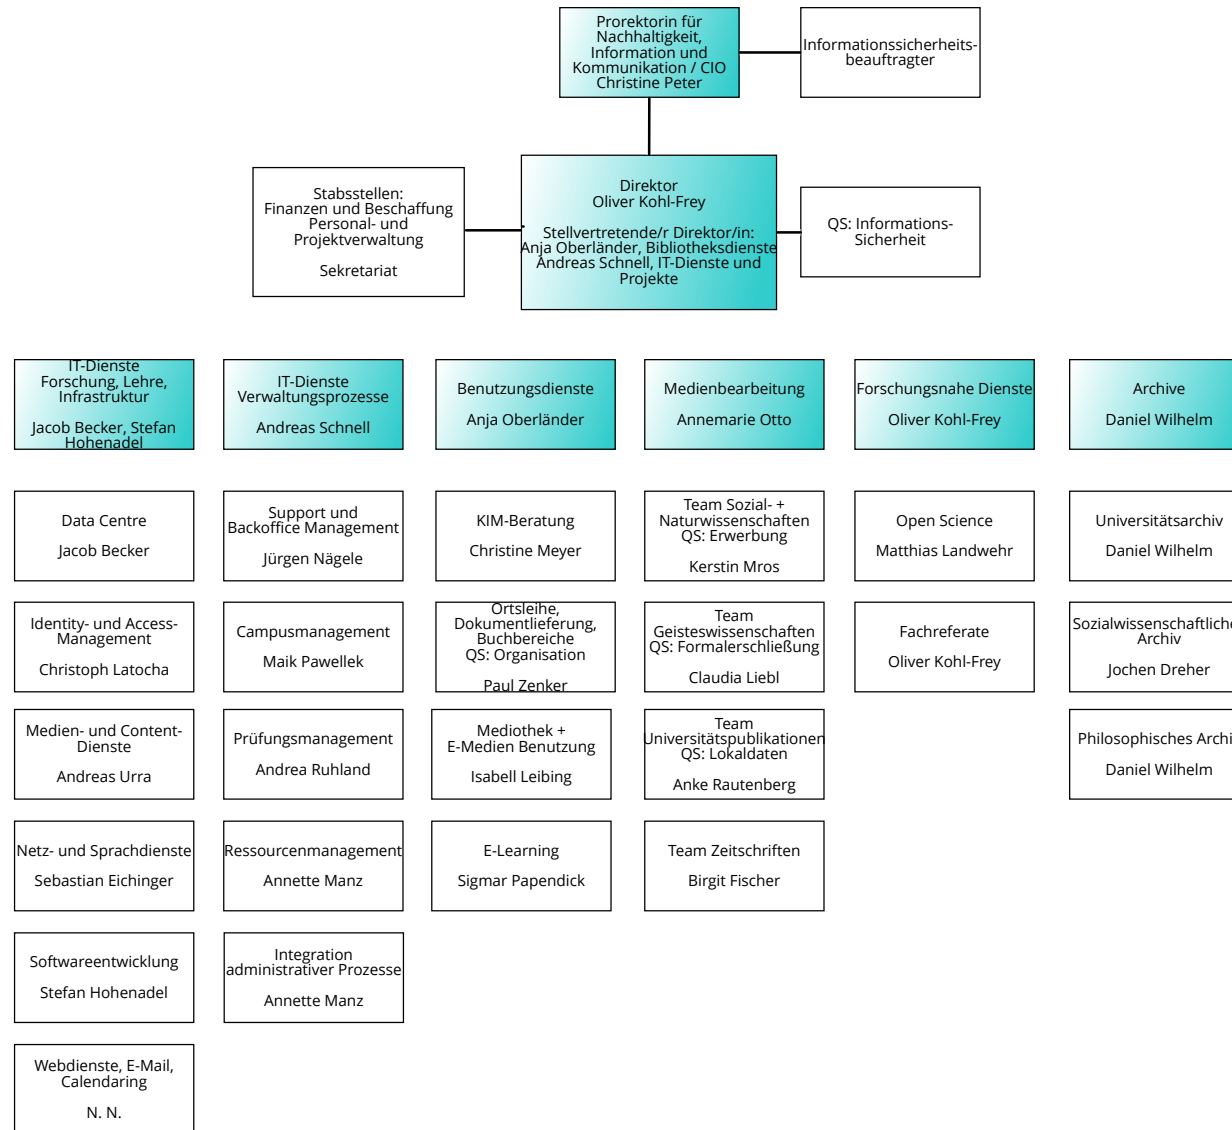 Prorektorin für
Nachhaltigkeit,
Information und
Kommunikation / CIO
Christine Peter
Informationssicherheits-
beauftragter
Stabsstellen:
Finanzen und Beschaffung
Personal- und
Projektverwaltung
Sekretariat
Direktor
Oliver Kohl-Frey
Stellvertretende/r Direktor/in:
Anja Oberländer, Bibliotheksdienste
Andreas Schnell, IT-Dienste und
Projekte
QS: Informations-
Sicherheit
IT-Dienste
Forschung, Lehre,
Infrastruktur
Jacob Becker, Stefan
Hohenadel
IT-Dienste
Verwaltungsprozesse
Andreas Schnell
Benutzungsdienste
Anja Oberländer
Medienbearbeitung
Annemarie Otto
Forschungsnahe Dienste
Oliver Kohl-Frey
Archive
Daniel Wilhelm
Data Centre
Jacob Becker
Support und
Backoffice Management
Jürgen Nägele
KIM-Beratung
Christine Meyer
Team Sozial- +
Naturwissenschaften
QS: Erwerbung
Kerstin Mros
Open Science
Matthias Landwehr
Universitätsarchiv
Daniel Wilhelm
Identity- und Access-
Management
Christoph Latocha
Campusmanagement
Maik Pawellek
Ortsleihe,
Dokumentlieferung,
Buchbereiche
QS: Organisation
Paul Zenker
Team
Geisteswissenschaften
QS: Formalerschließung
Claudia Liebl
Fachreferate
Oliver Kohl-Frey
Sozialwissenschaftliche
Archiv
Jochen Dreher
Medien- und Content-
Dienste
Andreas Urra
Prüfungsmanagement
Andrea Ruhland
Mediothek +
E-Medien Benutzung
Isabell Leibing
Team
Universitätspublikationen
QS: Lokaldaten
Anke Rautenberg
Philosophisches Archi
Daniel Wilhelm
Netz- und Sprachdienste
Sebastian Eichinger
Ressourcenmanagement
Annette Manz
E-Learning
Sigmar Papendick
Team Zeitschriften
Birgit Fischer
Softwareentwicklung
Stefan Hohenadel
Integration
administrativer Prozesse
Annette Manz
Webdienste, E-Mail,
Calendaring
N. N.